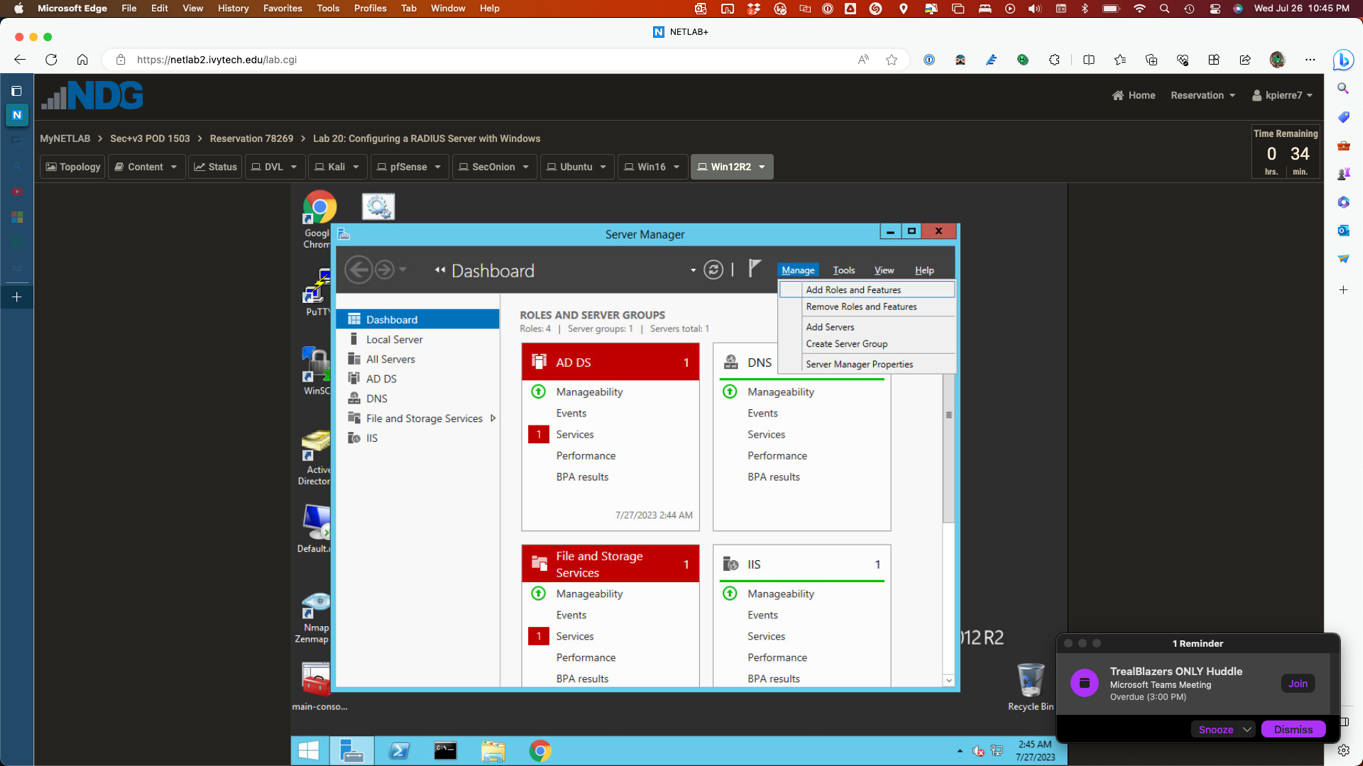 Microsoft Edge File Edit View History Favorites Tools Profiles Tab Window Help
Wed Jul 26 10:45 PM
NETLAB+
https://netlab2.ivytech.edu/lab.cgi
NDG
Home Reservation kpierre7
MyNETLAB > Sec+v3 POD 1503 > Reservation 78269 > Lab 20: Configuring a RADIUS Server with Windows
Time Remaining
0 34
hrs. min.
Topology Content Status DVL Kali pfSense SecOnion Ubuntu Win16 Win12R2
Google
Chrom
PuTTY
WinSC
Active
Director
Default.r
Nmap
Zenmap
main-conso...
Server Manager
Dashboard
Manage Tools View Help
Add Roles and Features
Remove Roles and Features
Add Servers
Create Server Group
Server Manager Properties
Dashboard
Local Server
All Servers
AD DS
DNS
File and Storage Services
IIS
ROLES AND SERVER GROUPS
Roles: 4 | Server groups: 1 | Servers total: 1
AD DS 1
Manageability
Events
1 Services
Performance
BPA results
7/27/2023 2:44 AM
DNS
Manageability
Events
Services
Performance
BPA results
File and Storage
Services 1
Manageability
Events
1 Services
Performance
BPA results
IIS 1
Manageability
Events
Services
Performance
BPA results
012 R2
Recycle Bin
2:45 AM
7/27/2023
1 Reminder
TrealBlazers ONLY Huddle
Microsoft Teams Meeting
Overdue (3:00 PM)
Join
Snooze
Dismiss